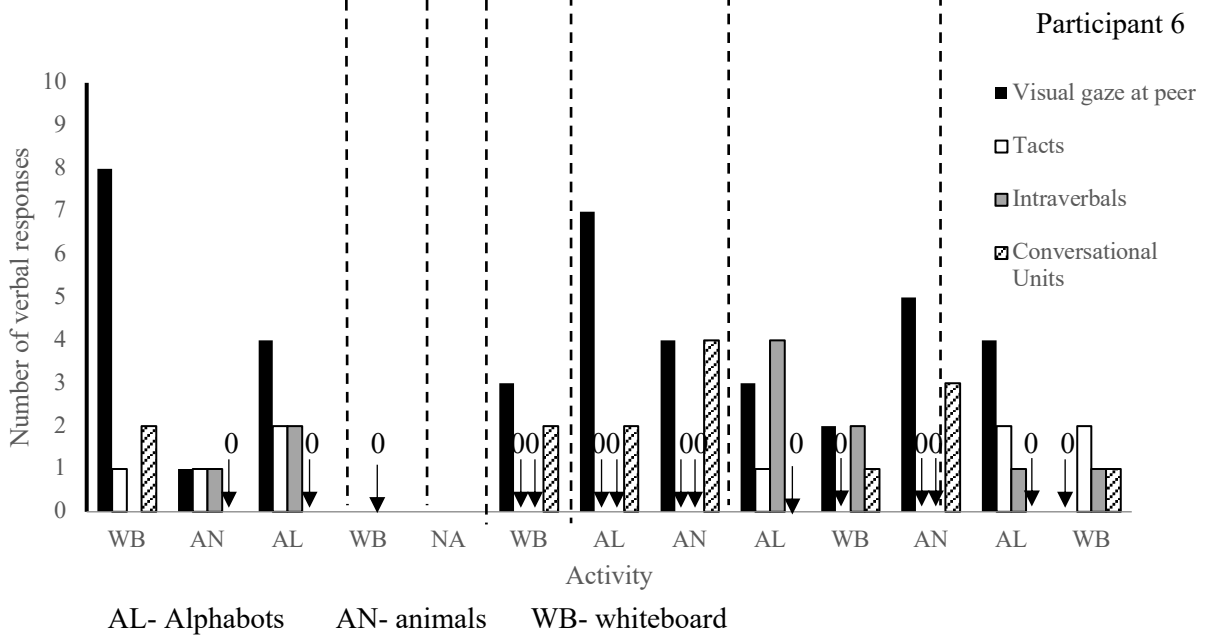 Participant 6
Visual gaze at peer
Tacts
Intraverbals
Conversational
Units
Number of verbal responses
10
9
8
7
6
5
4
3
2
1
0
0 0 0 00 00 00 0 0 00 0 0
WB AN AL WB NA WB AL AN AL WB AN AL WB
Activity
AL- Alphabots AN- animals WB- whiteboard